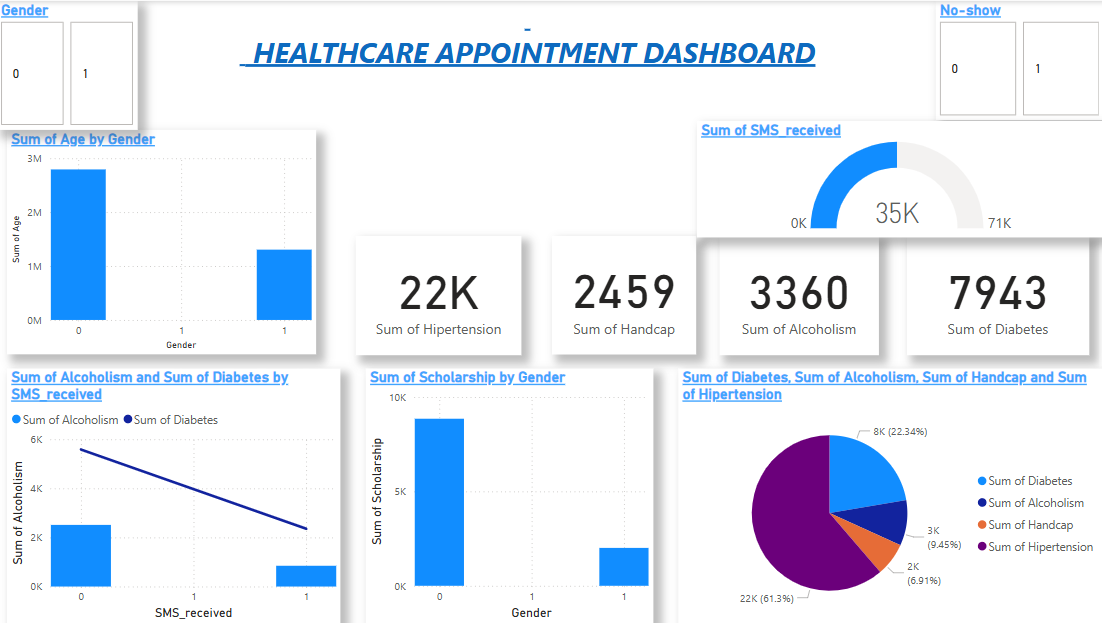 Gender
0
1
HEALTHCARE APPOINTMENT DASHBOARD
No-show
0
1
Sum of Age by Gender
3M
2M
1M
0M
Sum of Age
0
1
1
Gender
Sum of SMS_received
0K
35K
71K
22K
Sum of Hipertension
2459
Sum of Handcap
3360
Sum of Alcoholism
7943
Sum of Diabetes
Sum of Alcoholism and Sum of Diabetes by
SMS_received
Sum of Alcoholism
Sum of Diabetes
6K
4K
2K
0K
Sum of Alcoholism
0
1
1
SMS_received
Sum of Scholarship by Gender
10K
5K
0K
Sum of Scholarship
0
1
1
Gender
Sum of Diabetes, Sum of Alcoholism, Sum of Handcap and Sum
of Hipertension
8K (22.34%)
3K
(9.45%)
2K
(6.91%)
22K (61.3%)
Sum of Diabetes
Sum of Alcoholism
Sum of Handcap
Sum of Hipertension